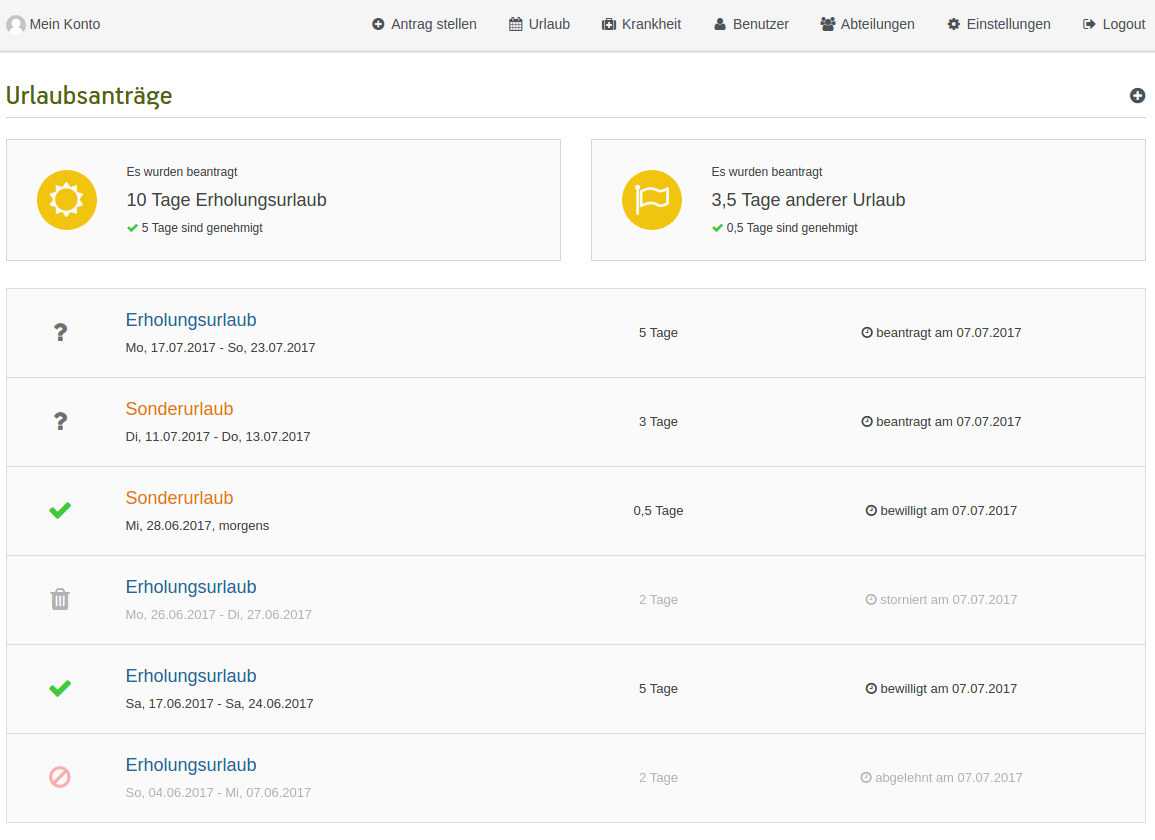 Mein Konto Antrag stellen Urlaub Krankheit Benutzer Abteilungen Einstellungen Logout
Urlaubsanträge
Es wurden beantragt
10 Tage Erholungsurlaub
5 Tage sind genehmigt
Es wurden beantragt
3,5 Tage anderer Urlaub
0,5 Tage sind genehmigt
Erholungsurlaub
Mo, 17.07.2017 - So, 23.07.2017
5 Tage
beantragt am 07.07.2017
Sonderurlaub
Di, 11.07.2017 - Do, 13.07.2017
3 Tage
beantragt am 07.07.2017
Sonderurlaub
Mi, 28.06.2017, morgens
0,5 Tage
bewilligt am 07.07.2017
Erholungsurlaub
Mo, 26.06.2017 - Di, 27.06.2017
2 Tage
storniert am 07.07.2017
Erholungsurlaub
Sa, 17.06.2017 - Sa, 24.06.2017
5 Tage
bewilligt am 07.07.2017
Erholungsurlaub
So, 04.06.2017 - Mi, 07.06.2017
2 Tage
abgelehnt am 07.07.2017